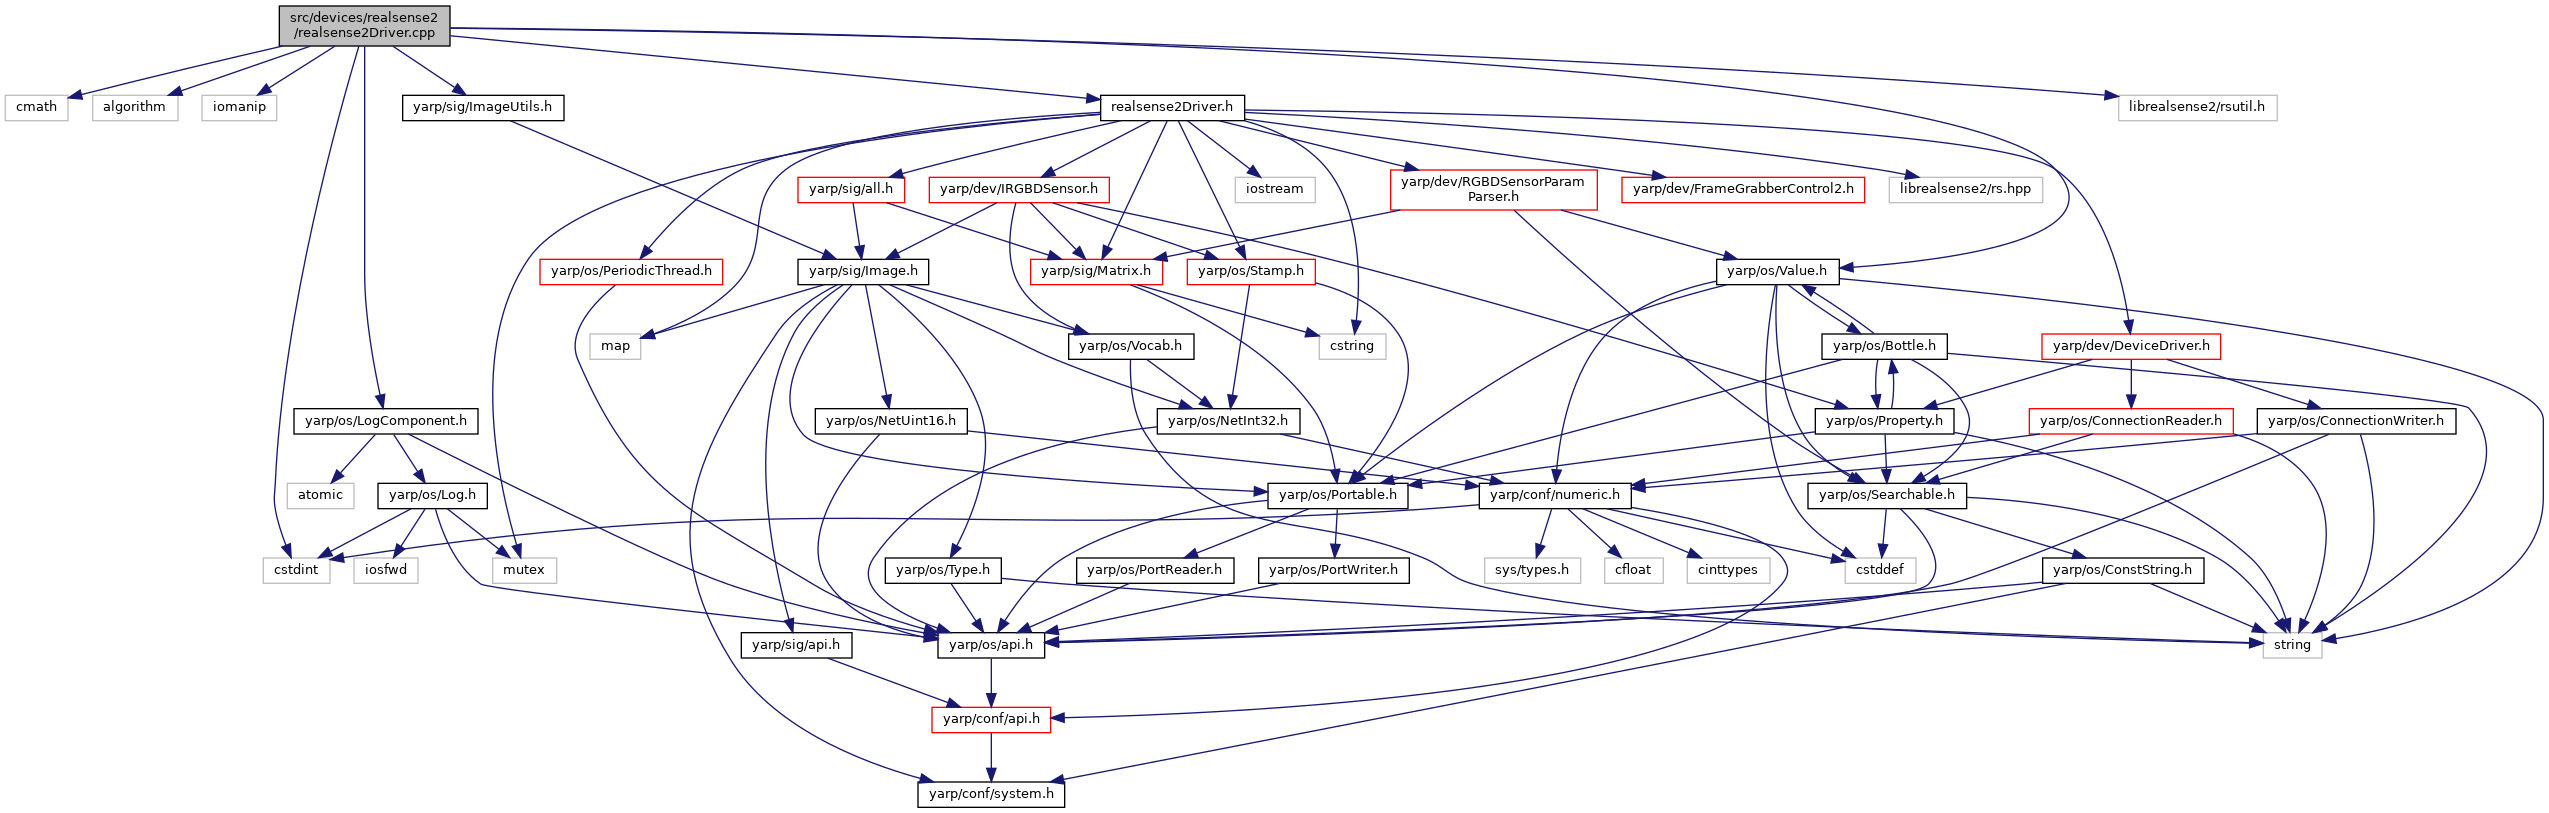 src/devices/realsense2
/realsense2Driver.cpp
cmath
algorithm
iomanip
yarp/sig/ImageUtils.h
realsense2Driver.h
librealsense2/rsutil.h
yarp/sig/all.h
yarp/dev/IRGBDSensor.h
iostream
yarp/dev/RGBDSensorParam
Parser.h
yarp/dev/FrameGrabberControl2.h
librealsense2/rs.hpp
yarp/os/PeriodicThread.h
yarp/sig/Image.h
yarp/sig/Matrix.h
yarp/os/Stamp.h
yarp/os/Value.h
map
yarp/os/Vocab.h
cstring
yarp/os/Bottle.h
yarp/dev/DeviceDriver.h
yarp/os/LogComponent.h
yarp/os/NetUint16.h
yarp/os/NetInt32.h
yarp/os/Property.h
yarp/os/ConnectionReader.h
yarp/os/ConnectionWriter.h
atomic
yarp/os/Log.h
yarp/os/Portable.h
yarp/conf/numeric.h
yarp/os/Searchable.h
cstdint
iosfwd
mutex
yarp/os/Type.h
yarp/os/PortReader.h
yarp/os/PortWriter.h
sys/types.h
cfloat
cinttypes
cstddef
yarp/os/ConstString.h
yarp/sig/api.h
yarp/os/api.h
string
yarp/conf/api.h
yarp/conf/system.h